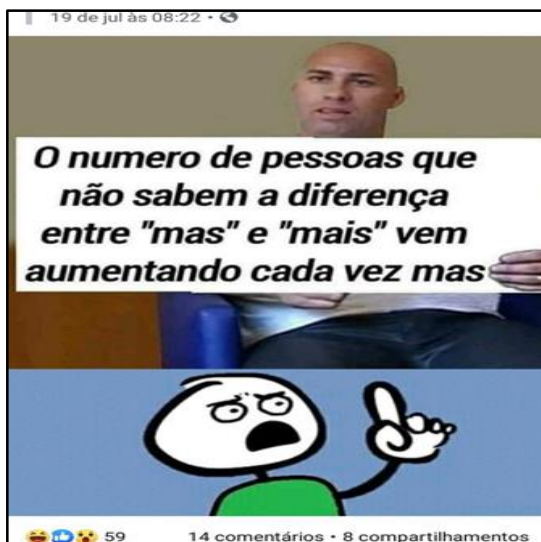 19 de jul às 08:22 •
O numero de pessoas que
não sabem a diferença
entre "mas" e "mais" vem
aumentando cada vez mas
59 14 comentários • 8 compartilhamentos